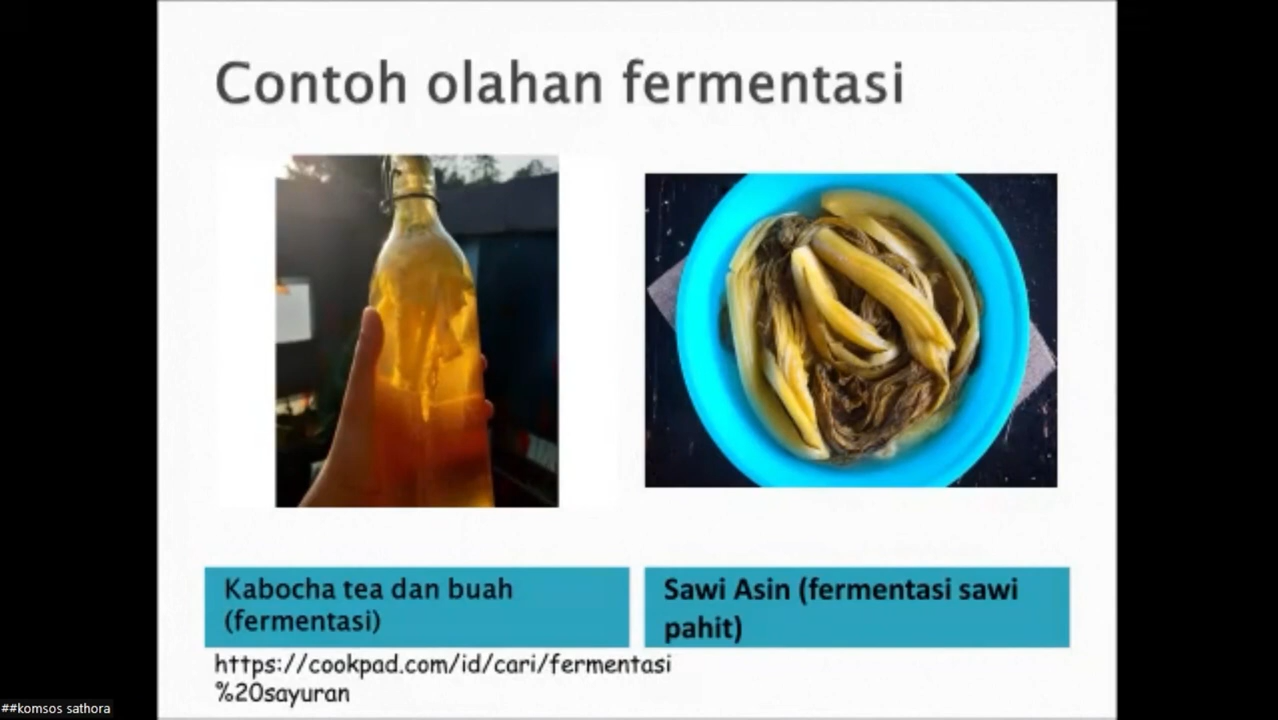 Contoh olahan fermentasi
Kabocha tea dan buah
(fermentasi)
Sawi Asin (fermentasi sawi
pahit)
https://cookpad.com/id/cari/fermentasi
%20sayuran
##komsos sathora